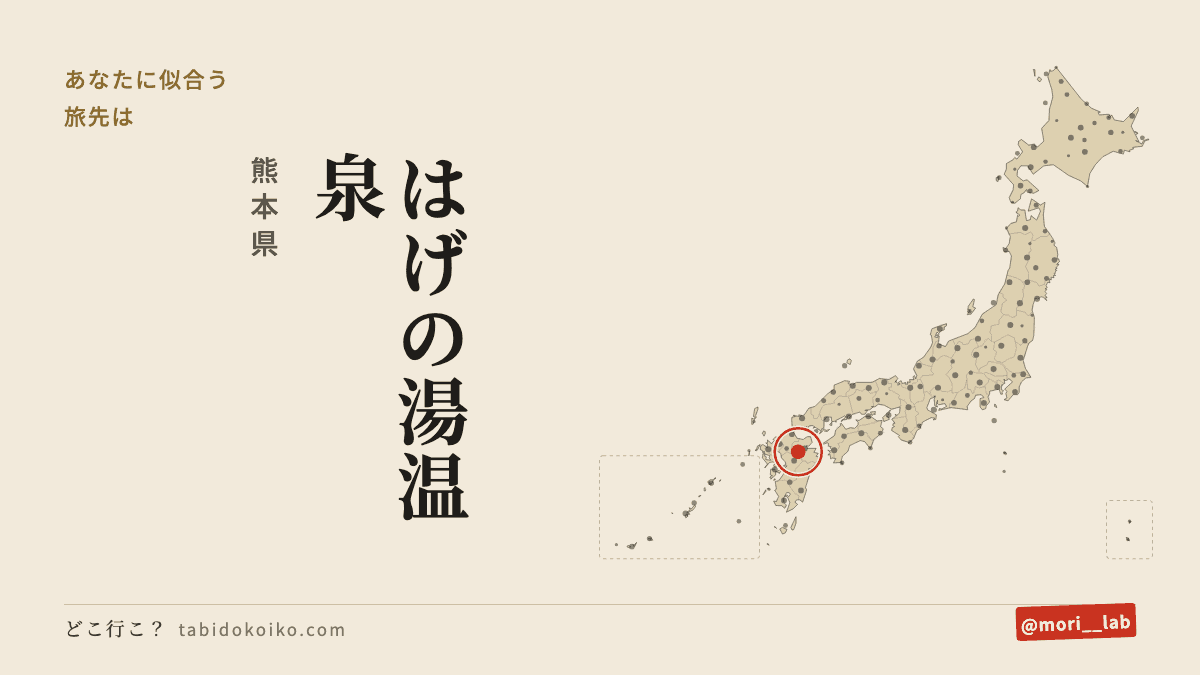 あなたに似合う
旅先は
はげの湯温
泉
熊本県
どこ行こ？ tabidokoiko.com
@mori__lab